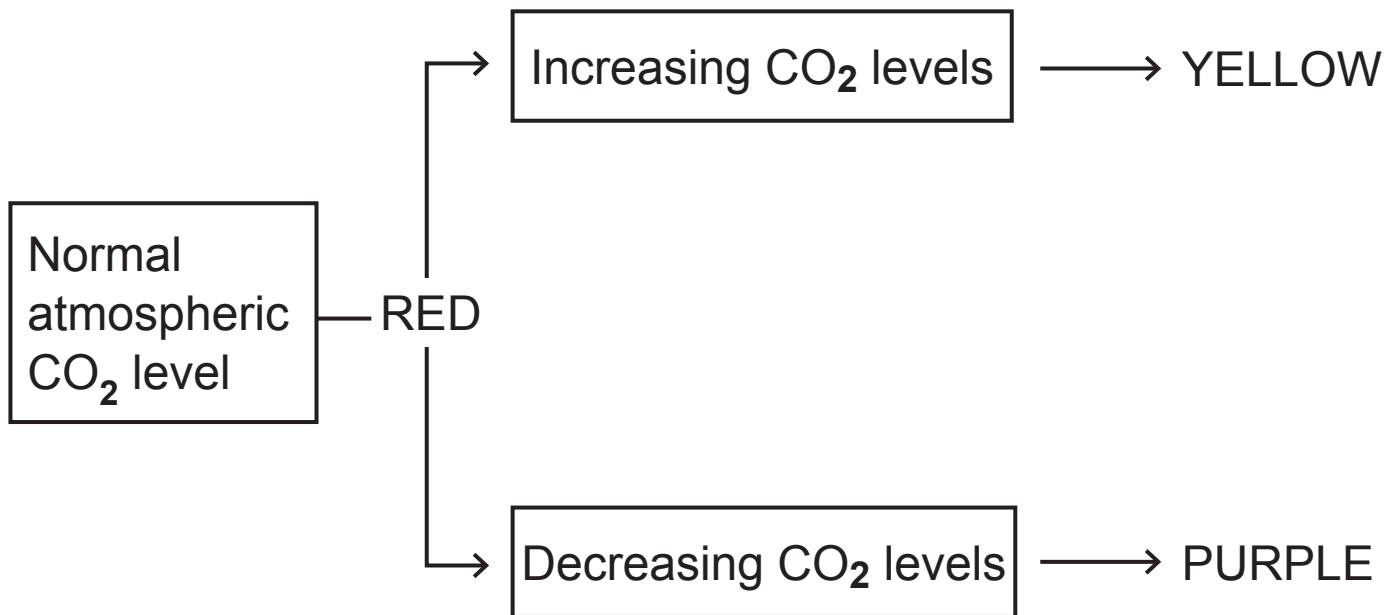 Increasing CO₂ levels
YELLOW
Normal
atmospheric
CO₂ level
RED
Decreasing CO₂ levels
PURPLE